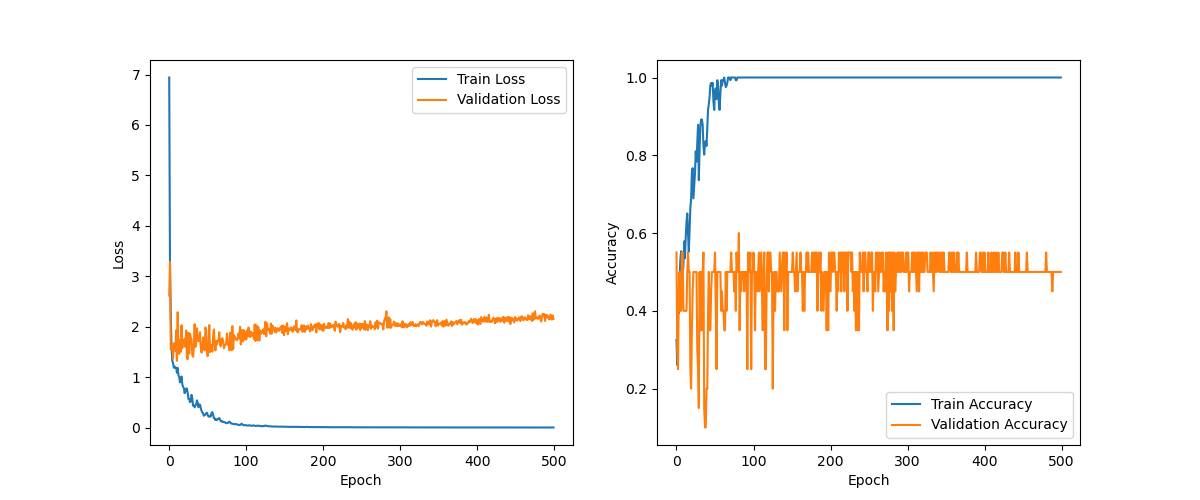 7
6
5
4
3
2
1
0
Loss
Train Loss
Validation Loss
0 100 200 300 400 500
Epoch
1.0
0.8
0.6
0.4
0.2
Accuracy
Train Accuracy
Validation Accuracy
0 100 200 300 400 500
Epoch